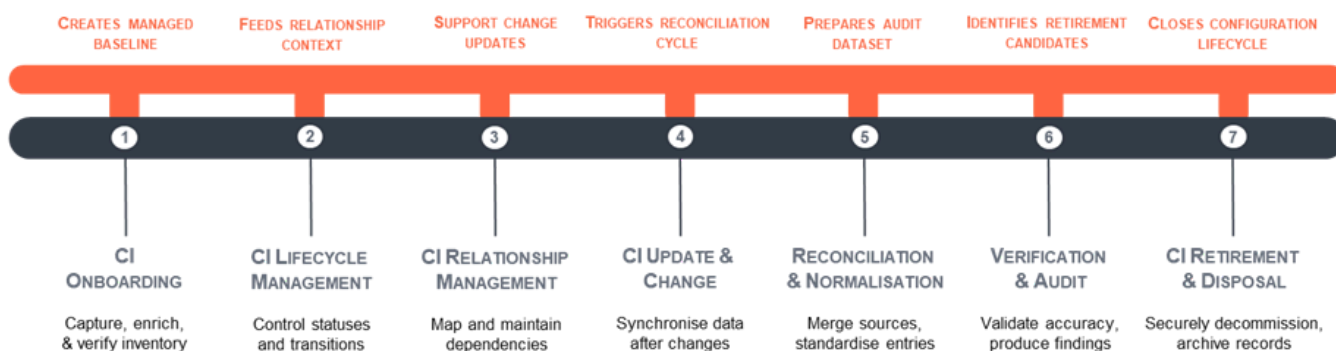 CREATES MANAGED
BASELINE
FEEDS RELATIONSHIP
CONTEXT
SUPPORT CHANGE
UPDATES
TRIGGERS RECONCILIATION
CYCLE
PREPARES AUDIT
DATASET
IDENTIFIES RETIREMENT
CANDIDATES
CLOSES CONFIGURATION
LIFECYCLE
1
2
3
4
5
6
7
CI
ONBOARDING
CI LIFECYCLE
MANAGEMENT
CI RELATIONSHIP
MANAGEMENT
CI UPDATE &
CHANGE
RECONCILIATION
& NORMALISATION
VERIFICATION
& AUDIT
CI RETIREMENT
& DISPOSAL
Capture, enrich,
& verify inventory
Control statuses
and transitions
Map and maintain
dependencies
Synchronise data
after changes
Merge sources,
standardise entries
Validate accuracy,
produce findings
Securely decommission,
archive records